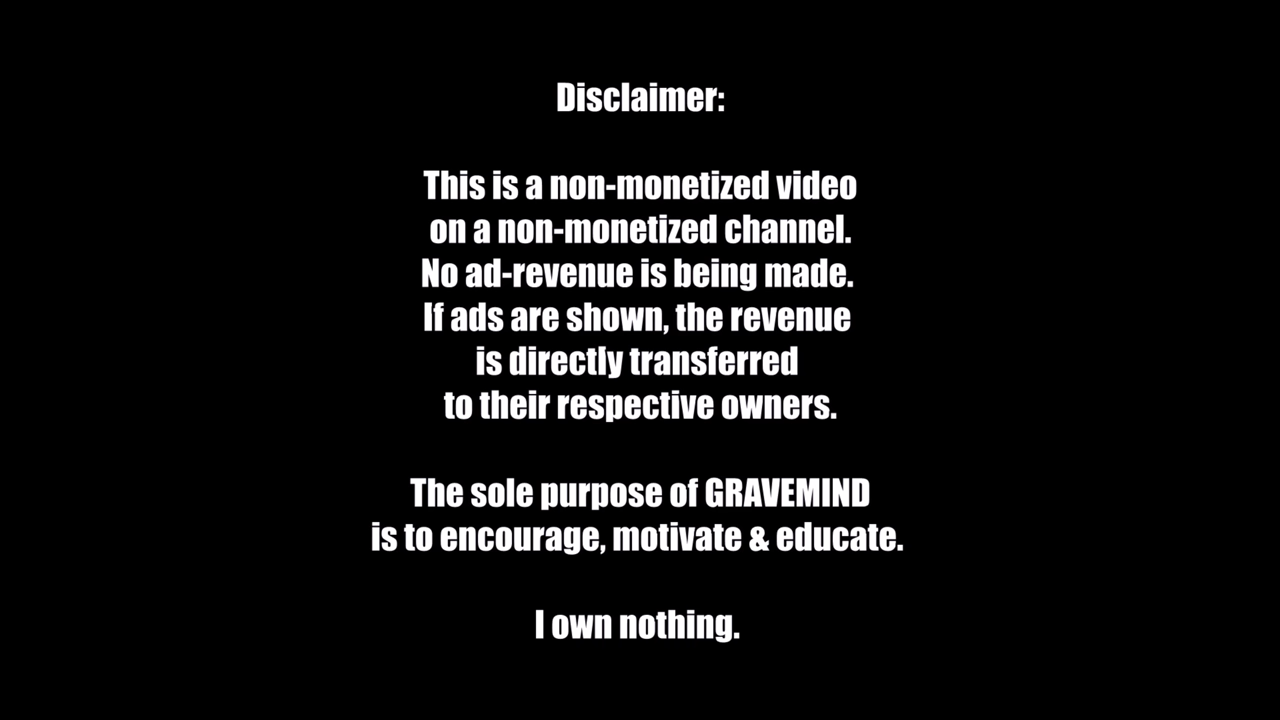 Disclaimer:
This is a non-monetized video
on a non-monetized channel.
No ad-revenue is being made.
If ads are shown, the revenue
is directly transferred
to their respective owners.
The sole purpose of GRAVEMIND
is to encourage, motivate & educate.
I own nothing.